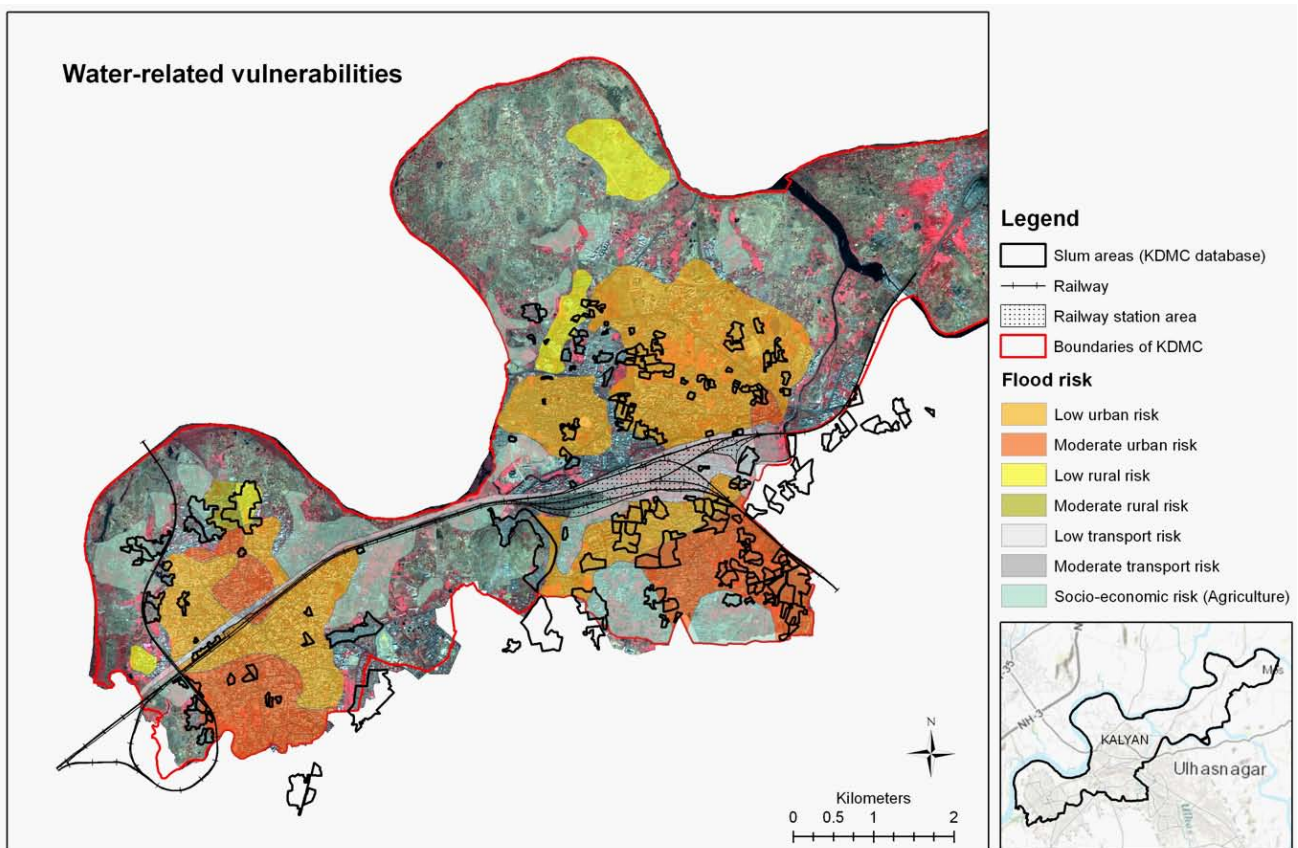 Water-related vulnerabilities
Legend
Slum areas (KDMC database)
Railway
Railway station area
Boundaries of KDMC
Flood risk
Low urban risk
Moderate urban risk
Low rural risk
Moderate rural risk
Low transport risk
Moderate transport risk
Socio-economic risk (Agriculture)
N
Kilometers
0 0.5 1 2
NH-3
KALYAN
Ulhasnagar